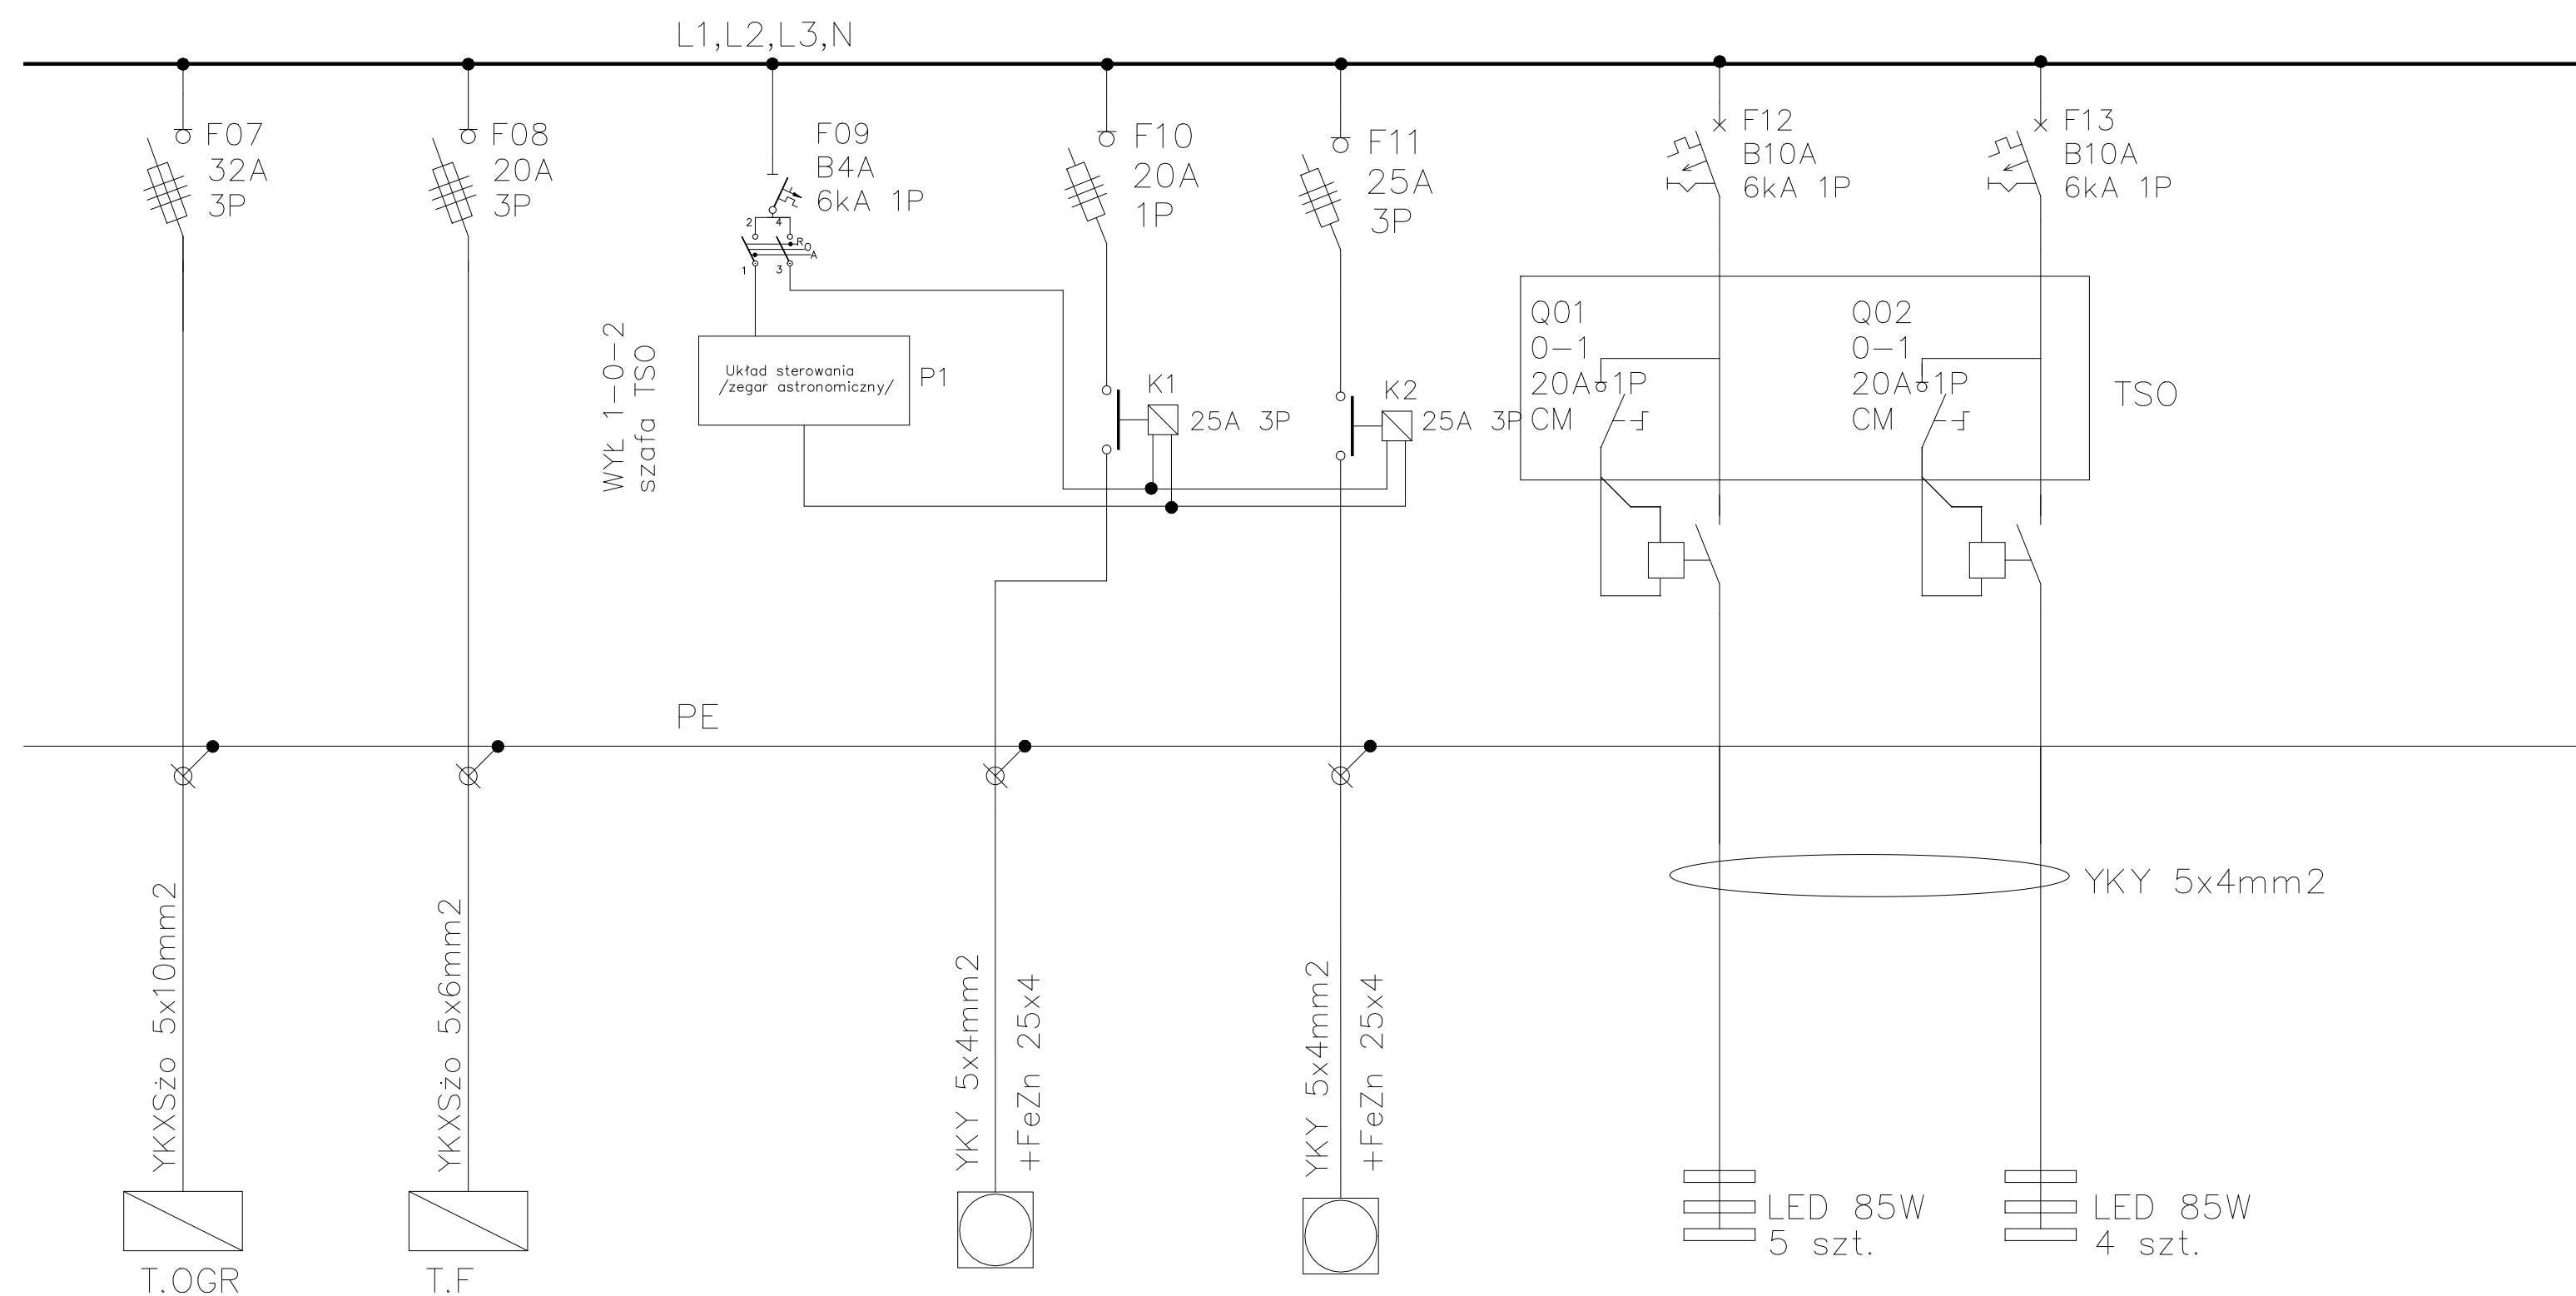 L1,L2,L3,N
F07
32A
3P
F08
20A
3P
F09
B4A
6kA 1P
F10
20A
1P
F11
25A
3P
F12
B10A
6kA 1P
F13
B10A
6kA 1P
2 4
R
O
A
1 3
WYŁ 1-0-2
szafa TSO
Układ sterowania
/zegar astronomiczny/
P1
K1
25A 3P
K2
25A 3P
Q01
0-1
20A 1P
CM
Q02
0-1
20A 1P
CM
TSO
PE
YKXSżo 5x10mm2
YKXSżo 5x6mm2
YKY 5x4mm2
+FeZn 25x4
YKY 5x4mm2
+FeZn 25x4
YKY 5x4mm2
LED 85W
5 szt.
LED 85W
4 szt.
T.OGR
T.F